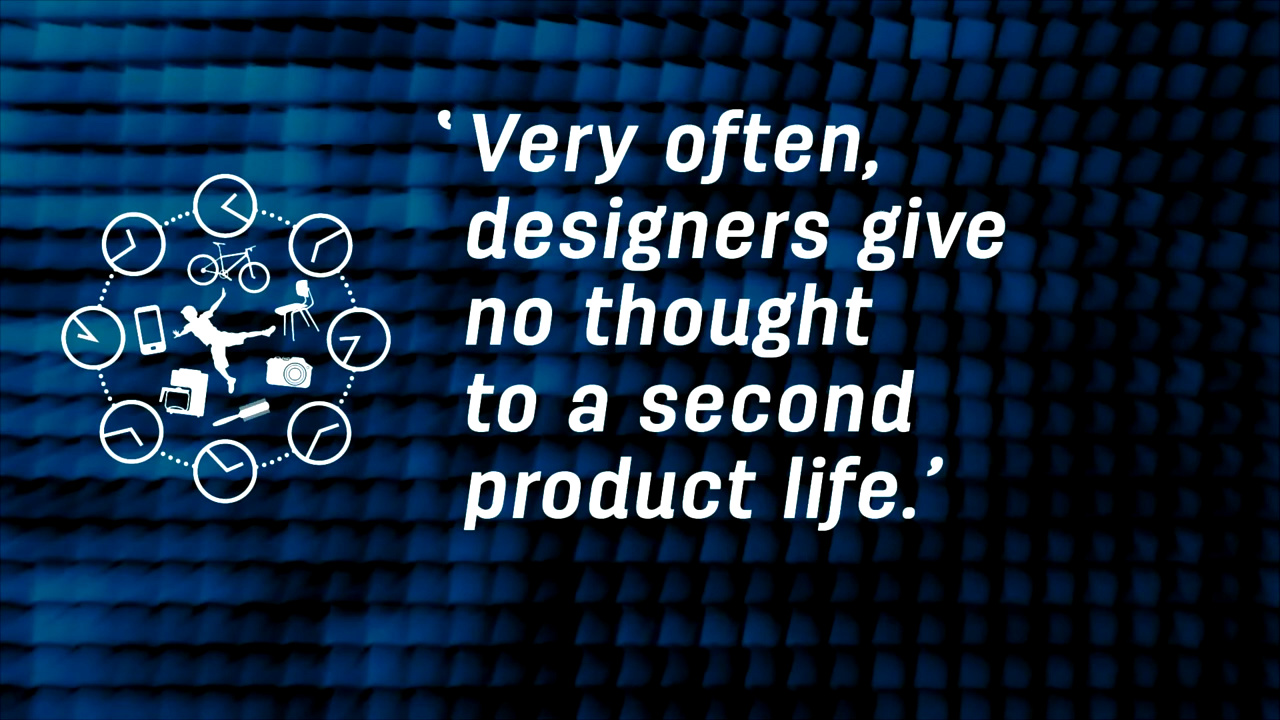 ‘Very often,
designers give
no thought
to a second
product life.’